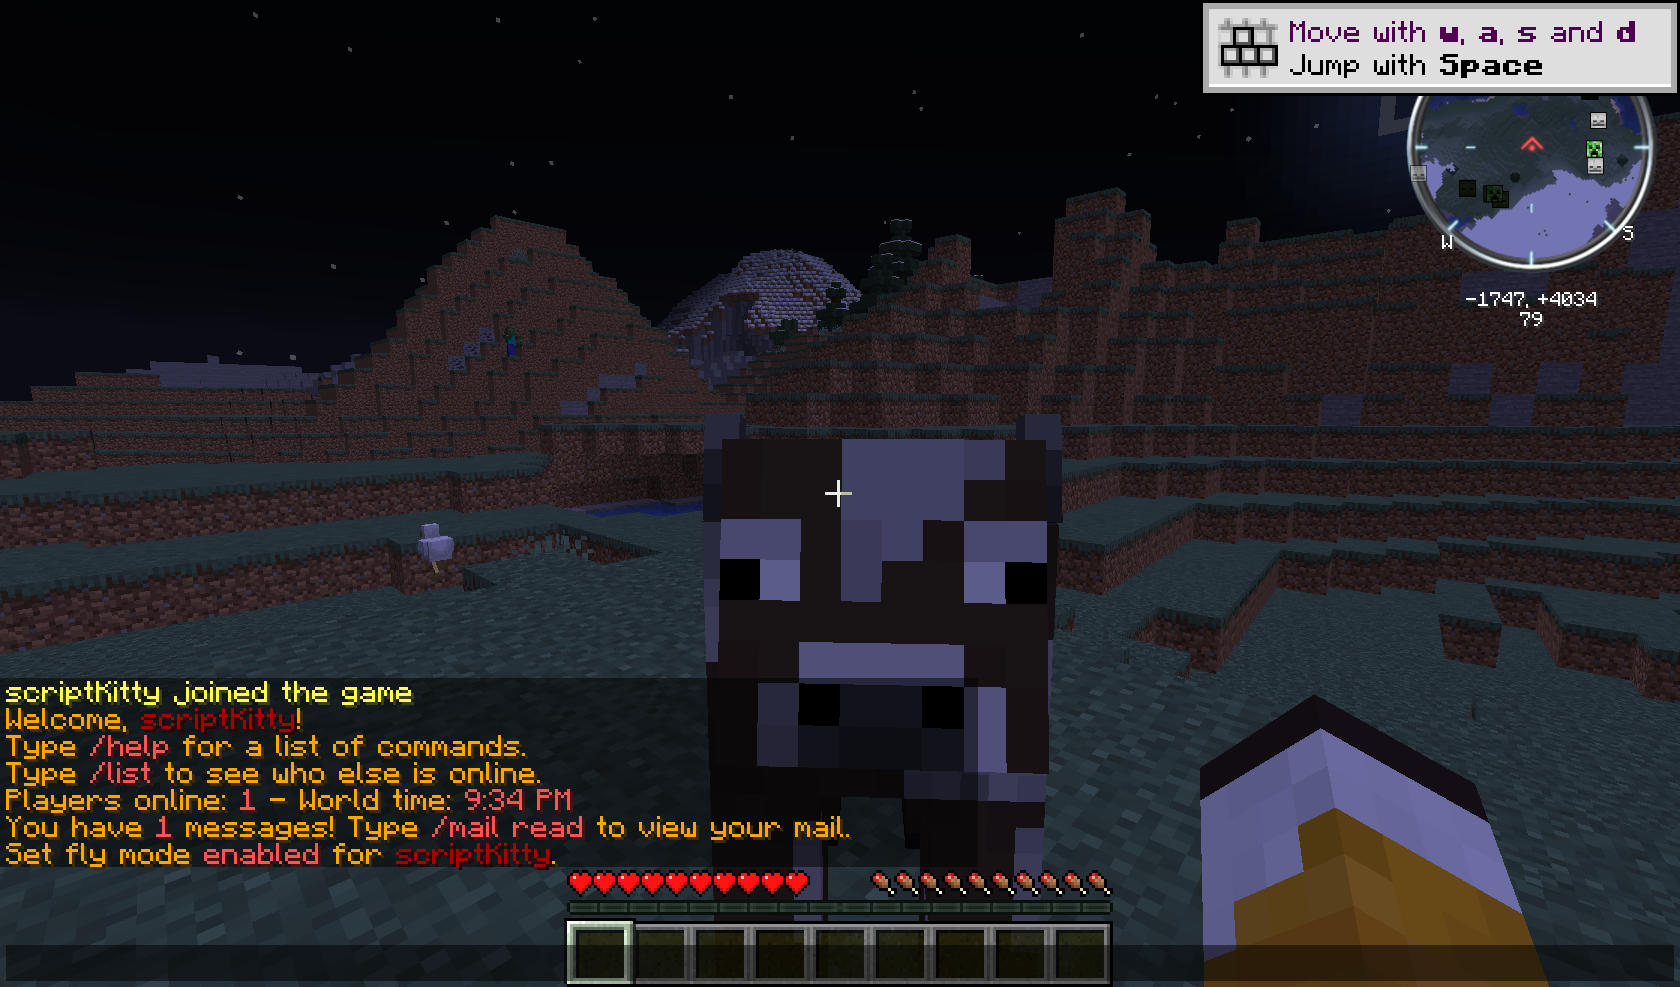 Move with w, a, s and d
Jump with Space
W
S
-1747, +4034
79
scriptKitty joined the game
Welcome, scriptKitty!
Type /help for a list of commands.
Type /list to see who else is online.
Players online: 1 - World time: 9:34 PM
You have 1 messages! Type /mail read to view your mail.
Set fly mode enabled for scriptKitty.